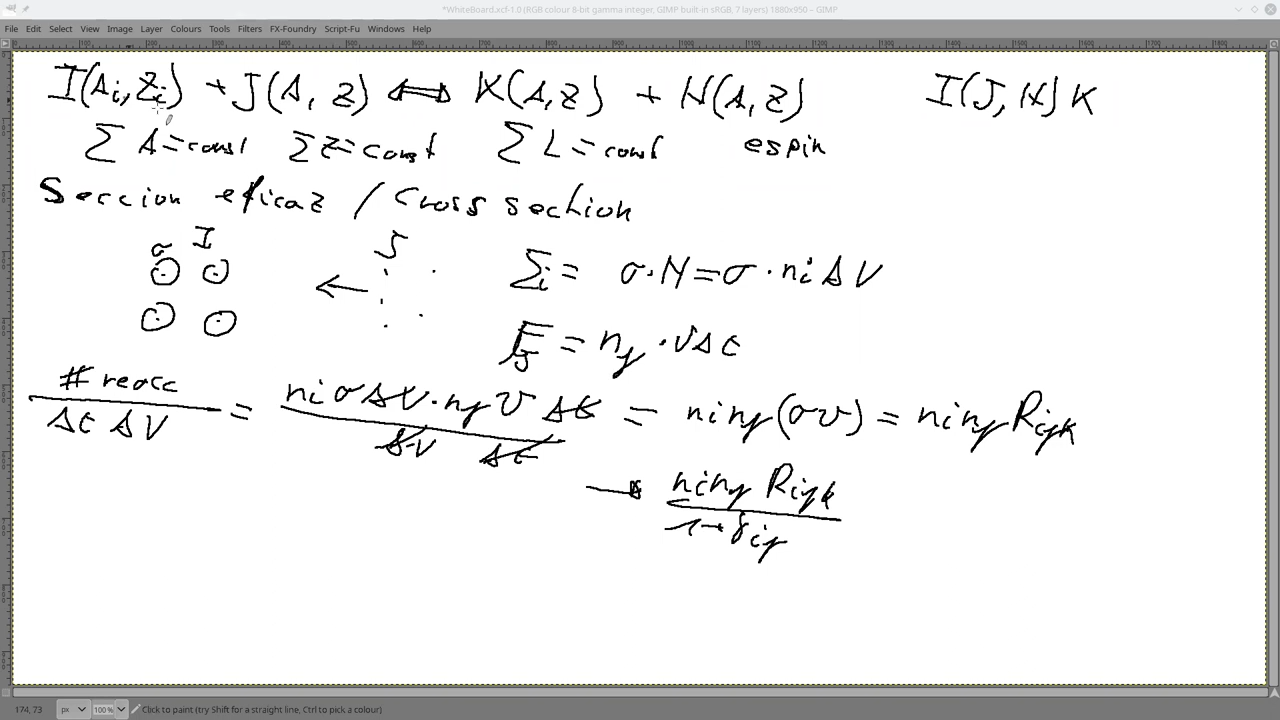 *WhiteBoard.xcf-1.0 (RGB colour 8-bit gamma integer, GIMP built-in sRGB, 7 layers) 1880x950 – GIMP
File Edit Select View Image Layer Colours Tools Filters FX-Foundry Script-Fu Windows Help
I(Ai,Zi) + J(A, Z) ⟺ K(A,Z) + H(A,Z) I(J, H) K
∑ A = const ∑ Z = const ∑ L = const espin
Seccion eficaz / Cross section
σ I J
∑i = σ·N = σ·ni ΔV
←
FJ = nj · vΔt
# reacc / Δt ΔV = ni σ ΔV · nj v Δt / ΔV Δt = ni nj (σv) = ni nj Rijk
→ ni nj Rijk / 1+δij
174, 73 px 100 % Click to paint (try Shift for a straight line, Ctrl to pick a colour)